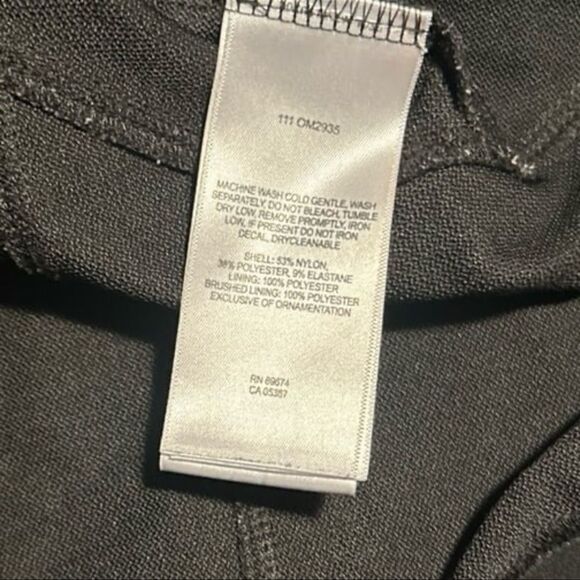 111 OM2935
MACHINE WASH COLD GENTLE, WASH
SEPARATELY, DO NOT BLEACH, TUMBLE
DRY LOW, REMOVE PROMPTLY, IRON
LOW, IF PRESENT DO NOT IRON
DECAL, DRYCLEANABLE
SHELL: 53% NYLON,
38% POLYESTER, 9% ELASTANE
LINING: 100% POLYESTER
BRUSHED LINING: 100% POLYESTER
EXCLUSIVE OF ORNAMENTATION
RN 89674
CA 05387